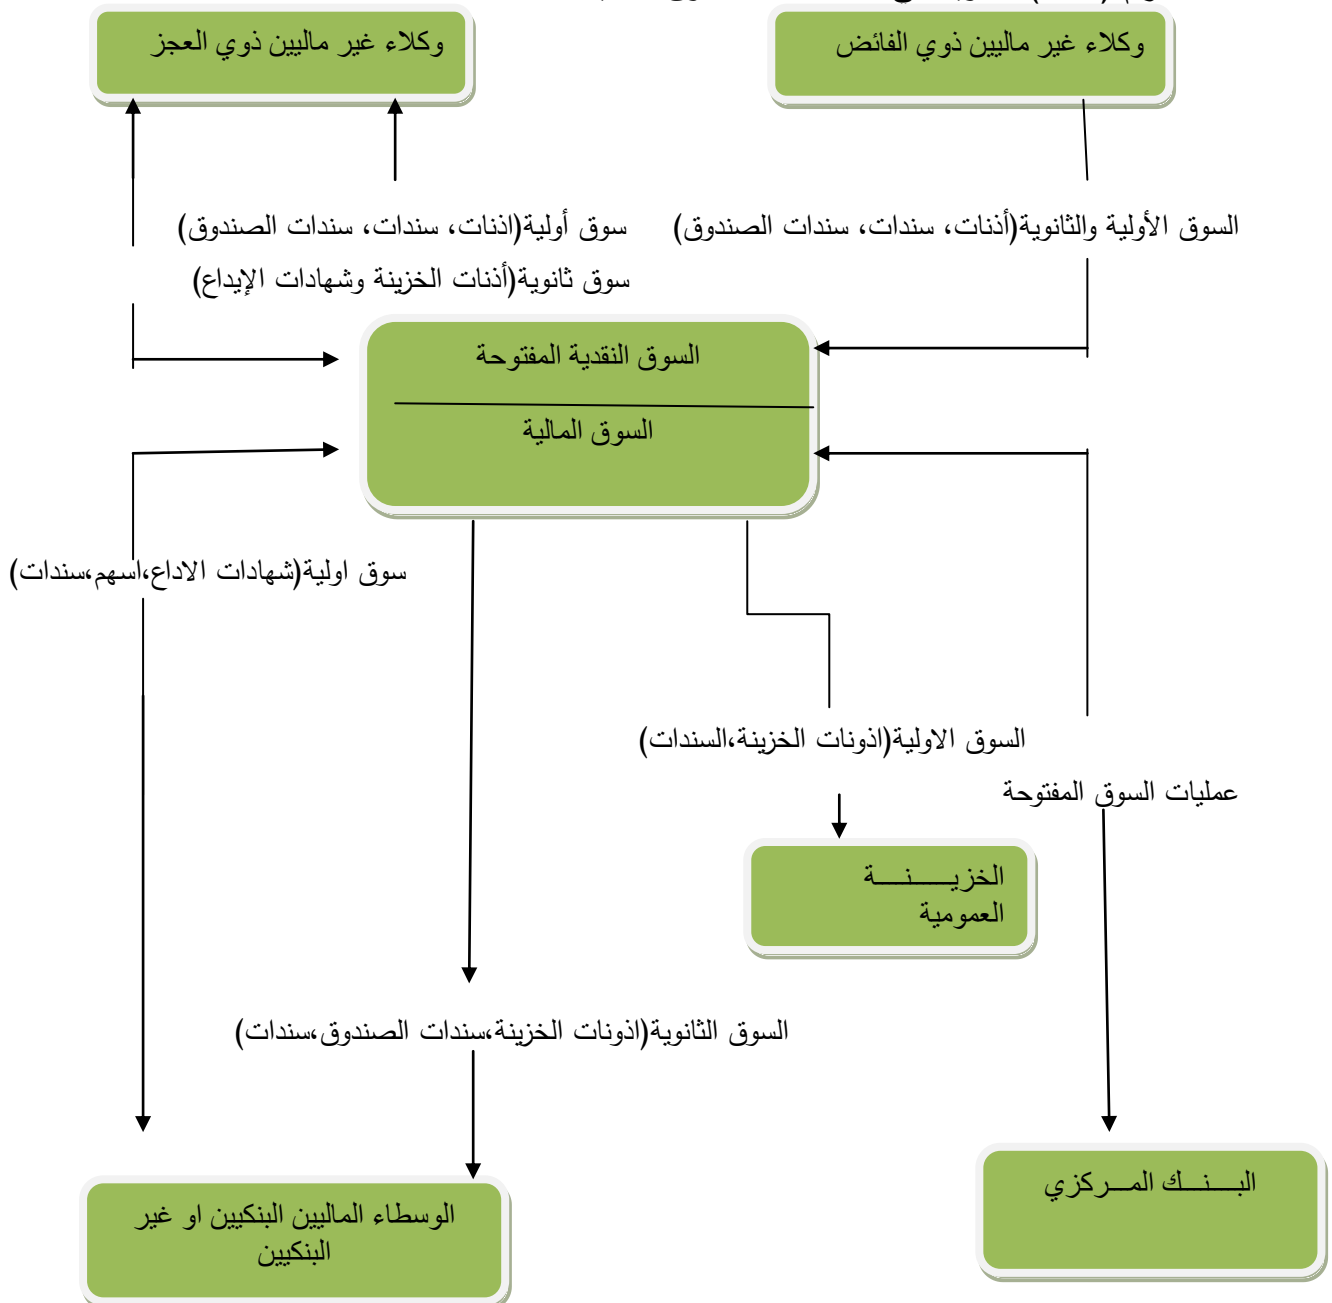 وكلاء غير ماليين ذوي الفائض
وكلاء غير ماليين ذوي العجز
السوق الأولية والثانوية(أذنات، سندات، سندات الصندوق)
سوق أولية(اذنات، سندات، سندات الصندوق)
سوق ثانوية(أذنات الخزينة وشهادات الإيداع)
السوق النقدية المفتوحة
السوق المالية
سوق اولية(شهادات الاداع،اسهم،سندات)
السوق الاولية(اذونات الخزينة،السندات)
عمليات السوق المفتوحة
الخزيـــــنـــــة
العمومية
السوق الثانوية(اذونات الخزينة،سندات الصندوق،سندات)
البــــنــــك المـــركزي
الوسطاء الماليين البنكيين او غير
البنكيين